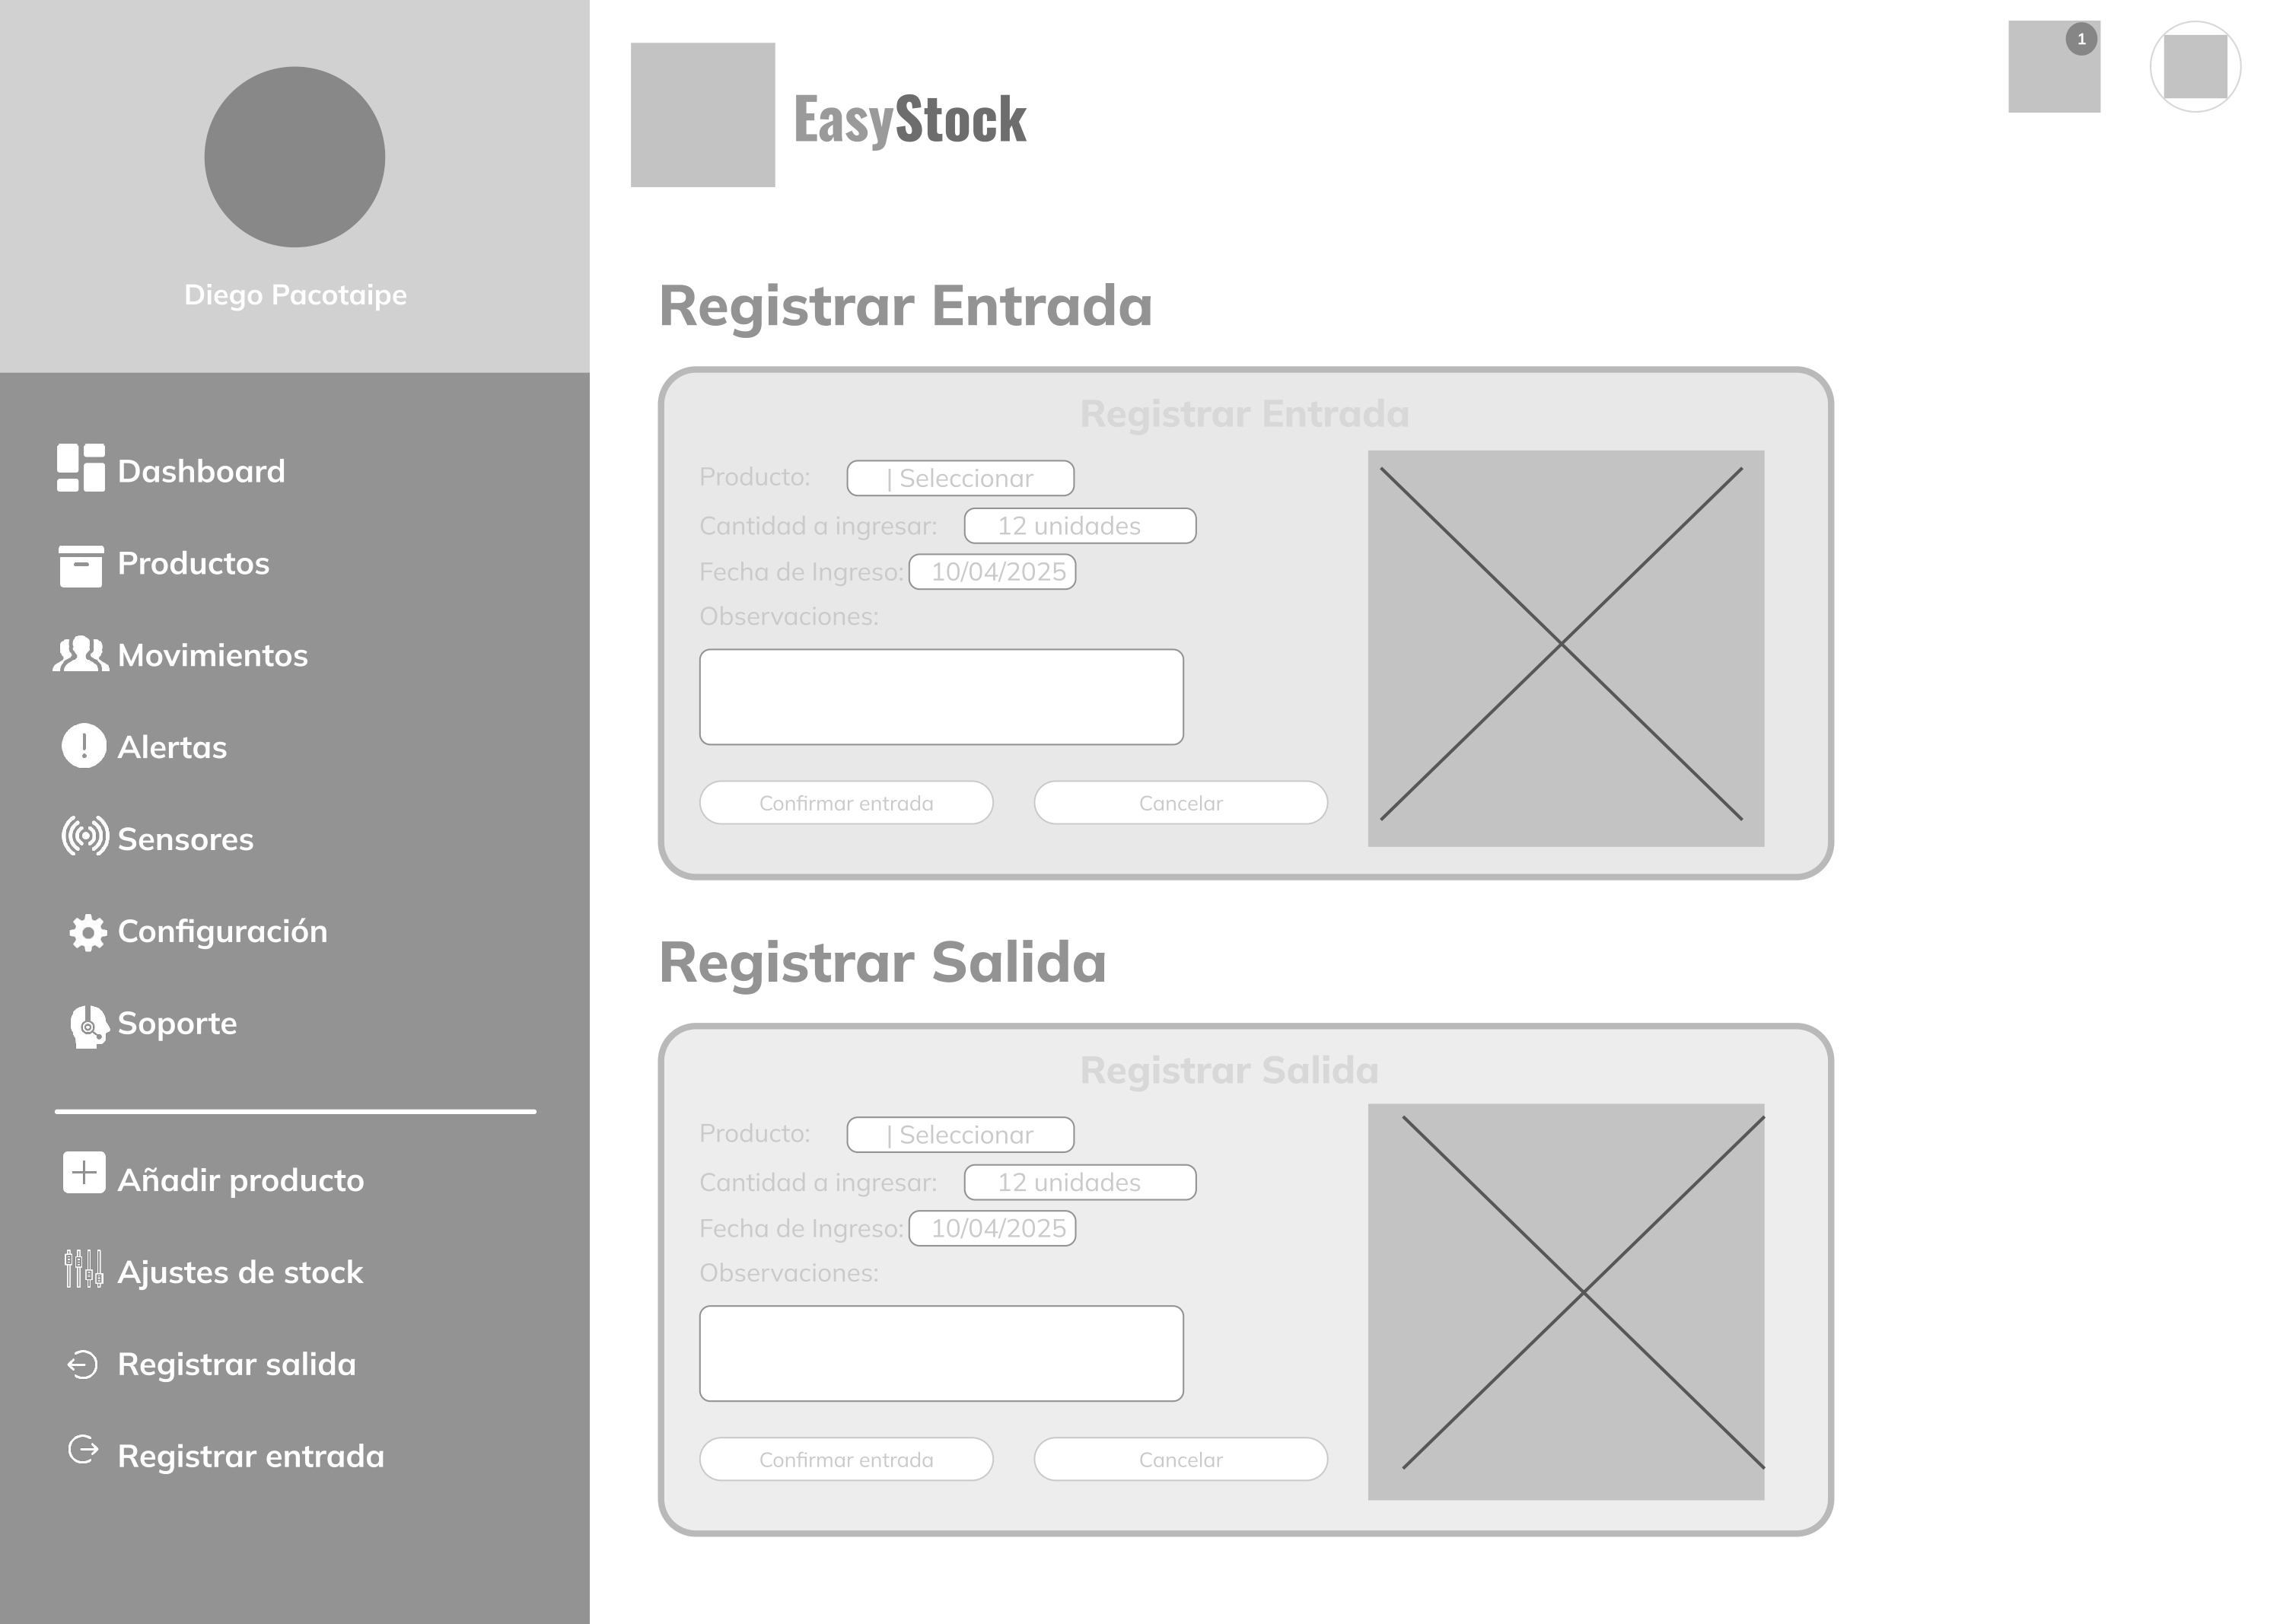 Diego Pacotaipe
Dashboard
Productos
Movimientos
Alertas
Sensores
Configuración
Soporte
Añadir producto
Ajustes de stock
Registrar salida
Registrar entrada
EasyStock
1
Registrar Entrada
Registrar Entrada
Producto: | Seleccionar
Cantidad a ingresar: 12 unidades
Fecha de Ingreso: 10/04/2025
Observaciones:
Confirmar entrada Cancelar
Registrar Salida
Registrar Salida
Producto: | Seleccionar
Cantidad a ingresar: 12 unidades
Fecha de Ingreso: 10/04/2025
Observaciones:
Confirmar entrada Cancelar